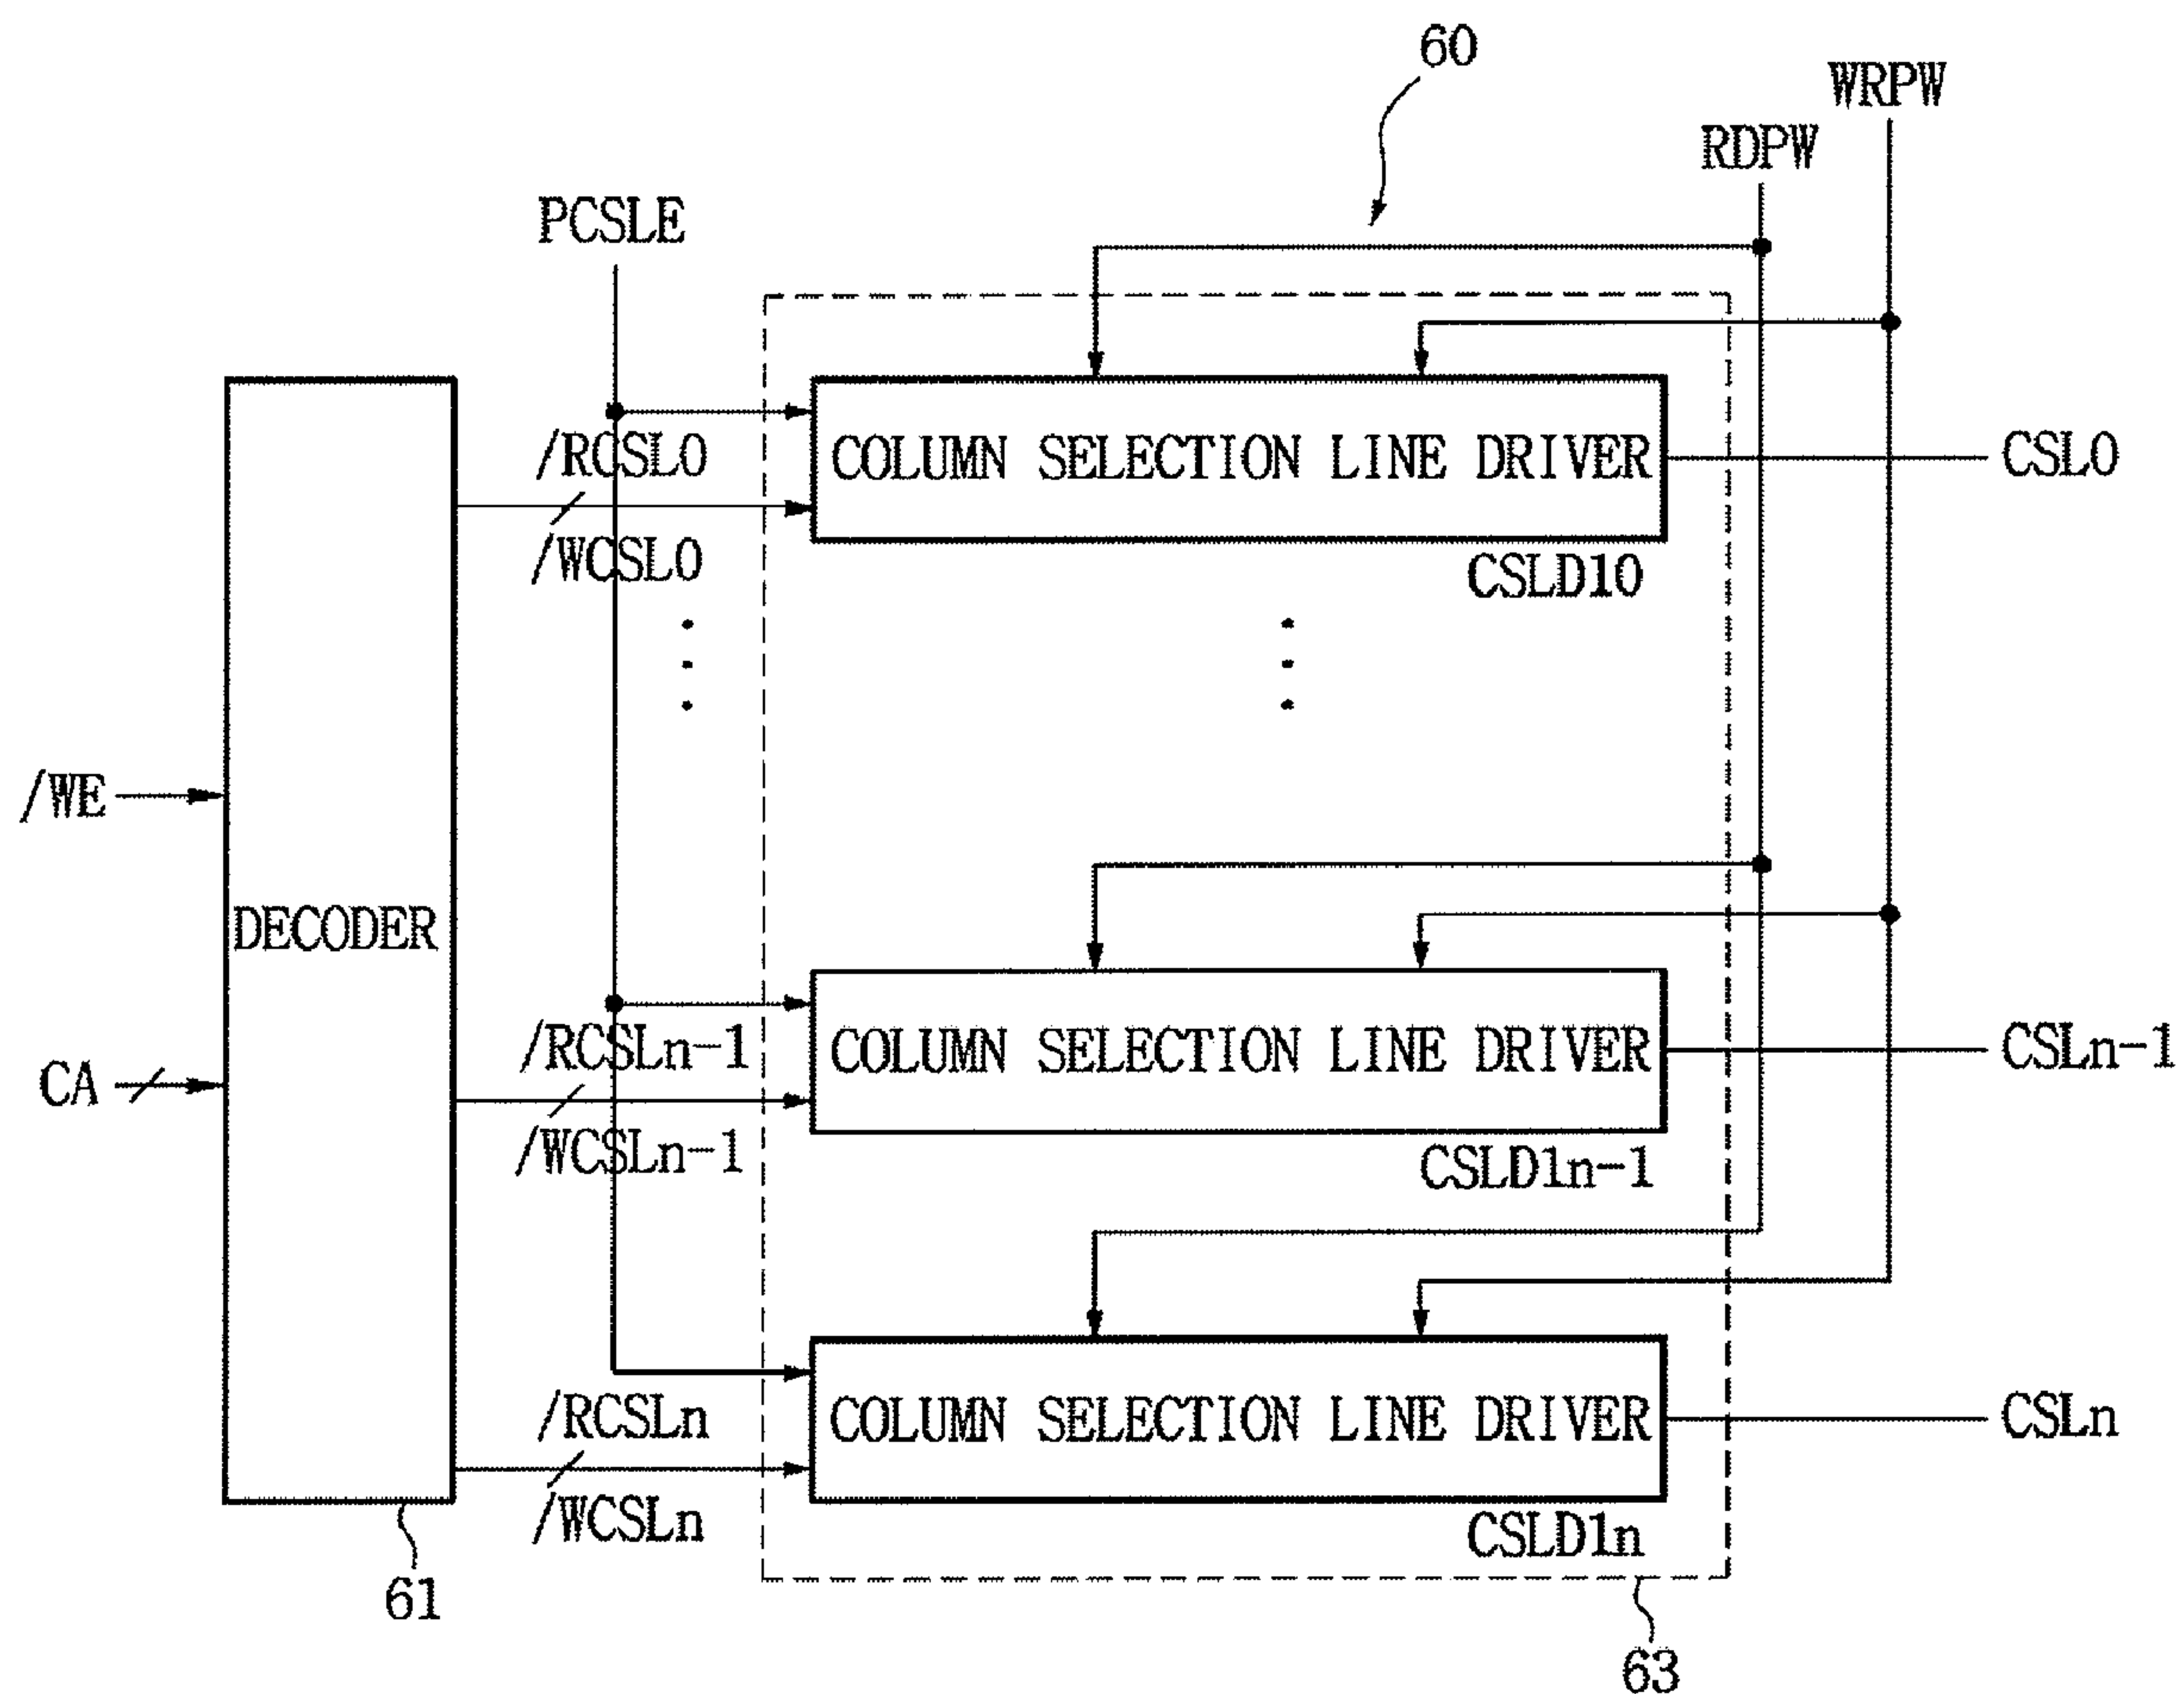 60
WRPW
RDPW
PCSLE
/RCSL0
COLUMN SELECTION LINE DRIVER
CSL0
/WCSL0
CSLD10
/WE
DECODER
/RCSLn-1
COLUMN SELECTION LINE DRIVER
CSLn-1
CA
/WCSLn-1
CSLD1n-1
/RCSLn
COLUMN SELECTION LINE DRIVER
CSLn
/WCSLn
CSLD1n
61
63